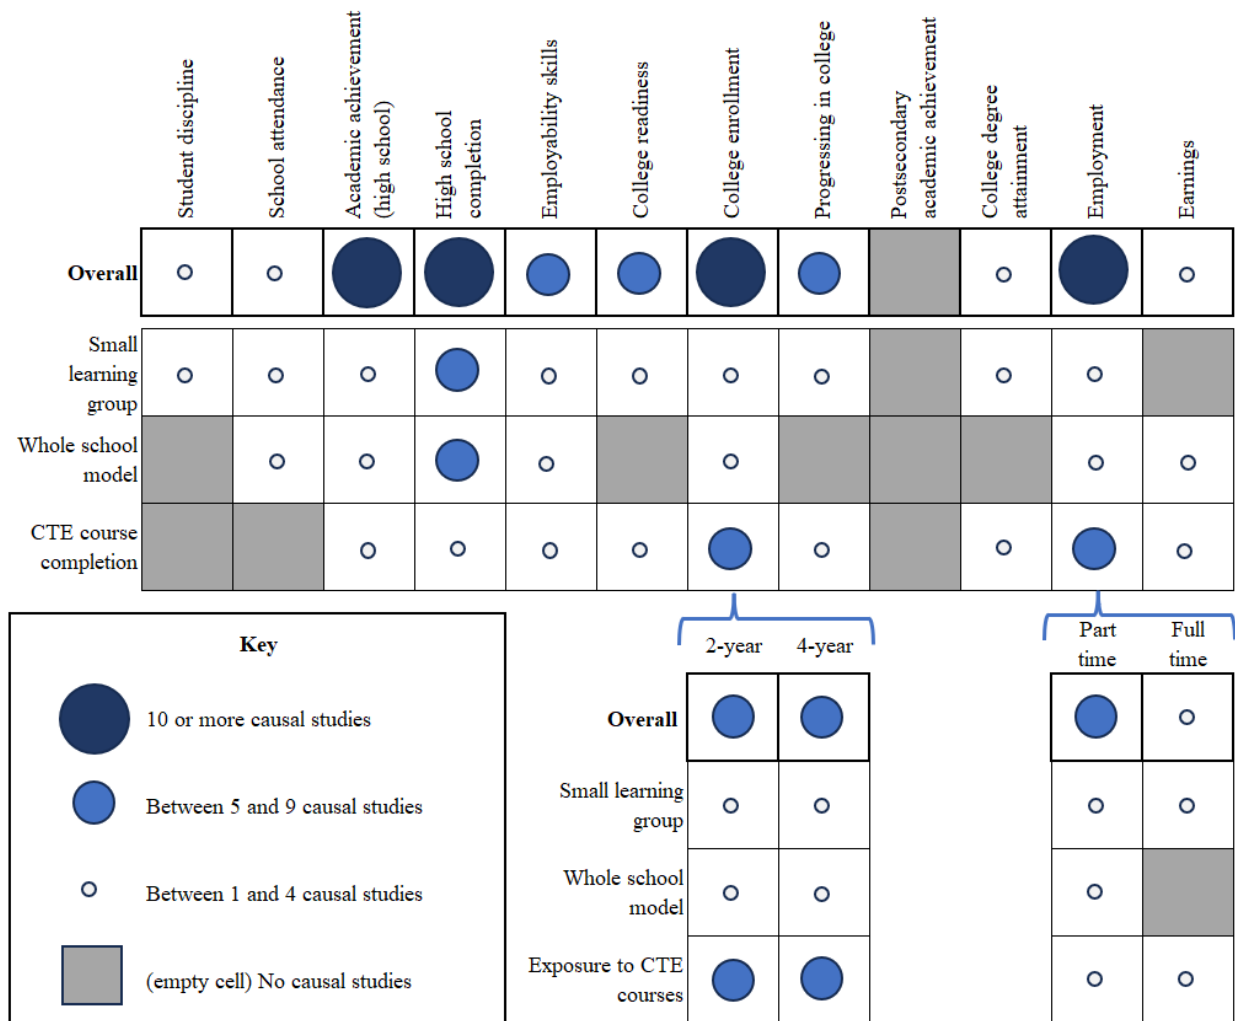 Student discipline
School attendance
Academic achievement
(high school)
High school
completion
Employability skills
College readiness
College enrollment
Progressing in college
Postsecondary
academic achievement
College degree
attainment
Employment
Earnings
Overall
Small
learning
group
Whole school
model
CTE course
completion
Key
10 or more causal studies
Between 5 and 9 causal studies
Between 1 and 4 causal studies
(empty cell) No causal studies
2-year
4-year
Part
time
Full
time
Overall
Small learning
group
Whole school
model
Exposure to CTE
courses